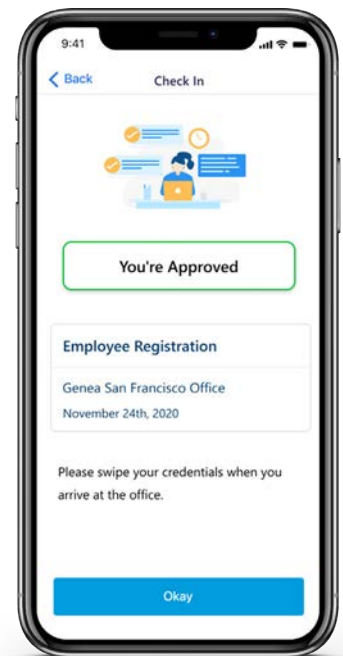 9:41
Back
Check In
You're Approved
Employee Registration
Genea San Francisco Office
November 24th, 2020
Please swipe your credentials when you
arrive at the office.
Okay